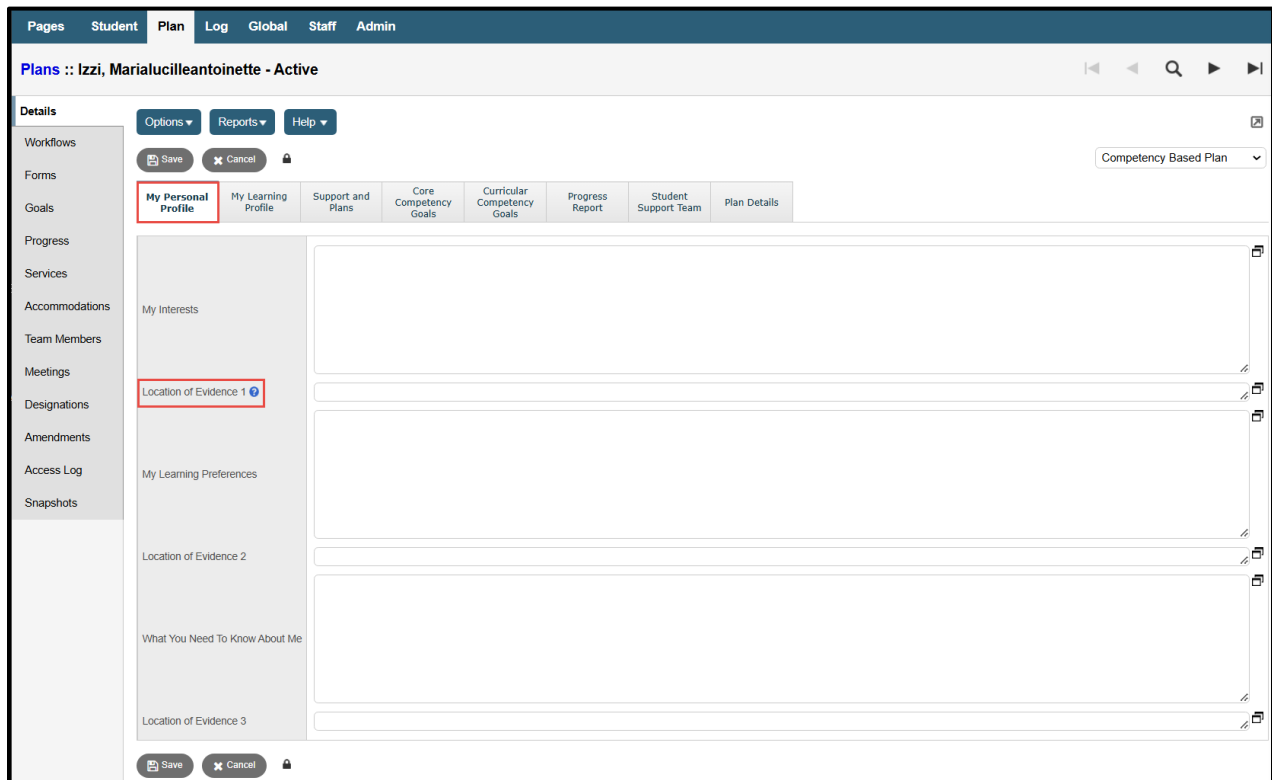 Pages Student Plan Log Global Staff Admin
Plans :: Izzi, Marialucilleantoinette - Active
Details
Workflows
Forms
Goals
Progress
Services
Accommodations
Team Members
Meetings
Designations
Amendments
Access Log
Snapshots
Options Reports Help
Save Cancel
Competency Based Plan
My Personal
Profile
My Learning
Profile
Support and
Plans
Core
Competency
Goals
Curricular
Competency
Goals
Progress
Report
Student
Support Team
Plan Details
My Interests
Location of Evidence 1 ?
My Learning Preferences
Location of Evidence 2
What You Need To Know About Me
Location of Evidence 3
Save Cancel